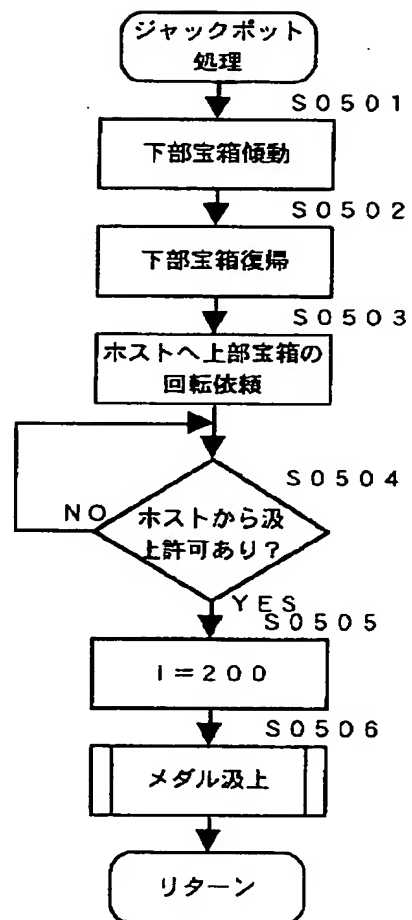 ジャックポット
処理
S0501
下部宝箱傾動
S0502
下部宝箱復帰
S0503
ホストへ上部宝箱の
回転依頼
S0504
NO
ホストから汲
上許可あり?
YES
S0505
i=200
S0506
メダル汲上
リターン